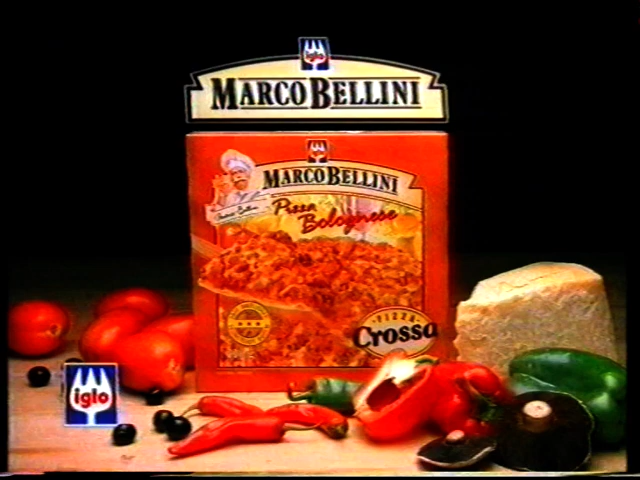 iglo
MARCO BELLINI
iglo
MARCO BELLINI
Pizza
Bolognese
PIZZA
Crossa
iglo